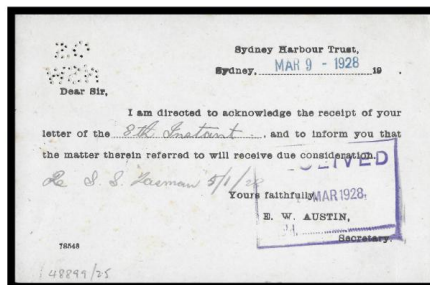 Sydney Harbour Trust,
Sydney, MAR 9 - 1928 19 .
Dear Sir,
I am directed to acknowledge the receipt of your
letter of the 8th Instant., and to inform you that
the matter therein referred to will receive due consideration.
Re S. S. Tasman 5/1/28
Yours faithfully,
MAR 1928,
E. W. AUSTIN,
Secretary.
78548
48899/25